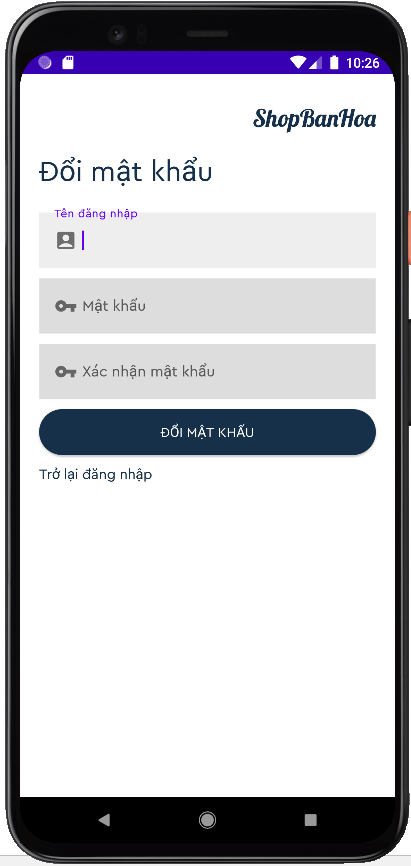 10:26
ShopBanHoa
Đổi mật khẩu
Tên đăng nhập
Mật khẩu
Xác nhận mật khẩu
ĐỔI MẬT KHẨU
Trở lại đăng nhập